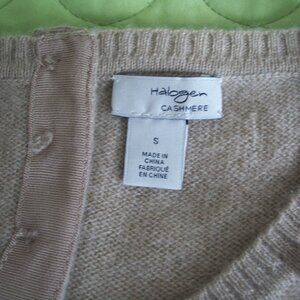 Halogen
CASHMERE
S
MADE IN
CHINA
FABRIQUÉ
EN CHINE